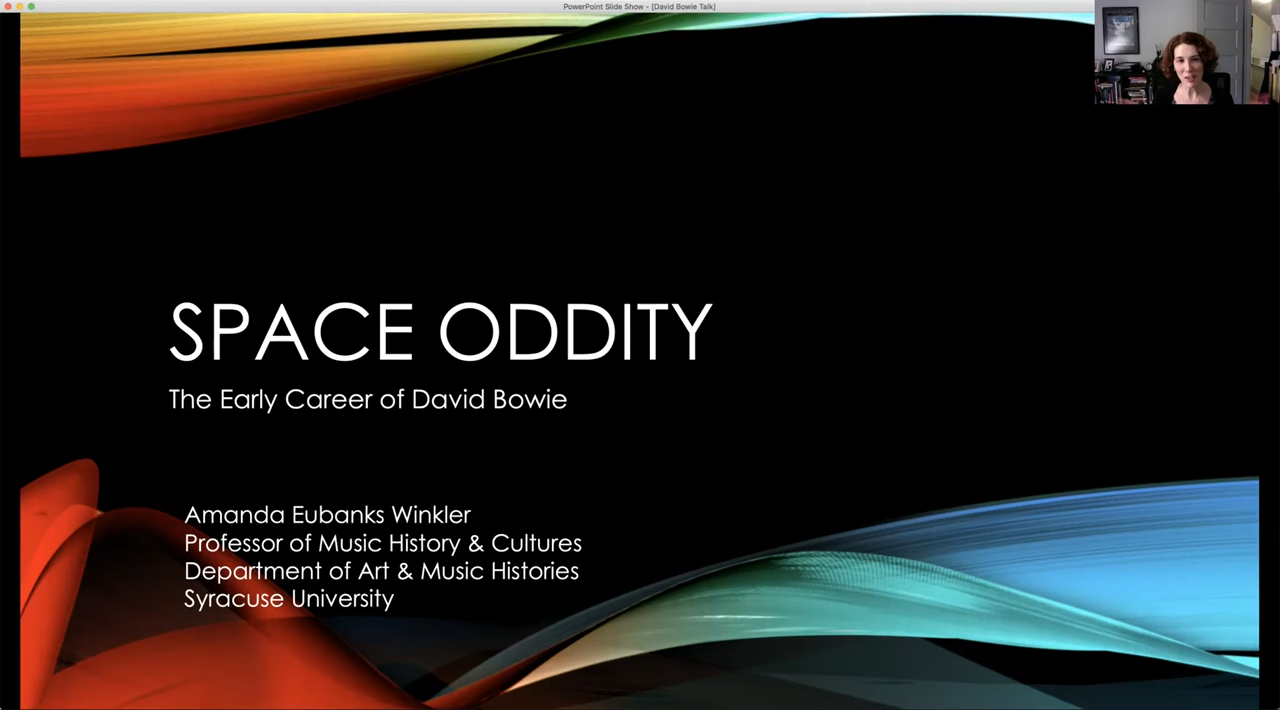 PowerPoint Slide Show - [David Bowie Talk]
SPACE ODDITY
The Early Career of David Bowie
Amanda Eubanks Winkler
Professor of Music History & Cultures
Department of Art & Music Histories
Syracuse University